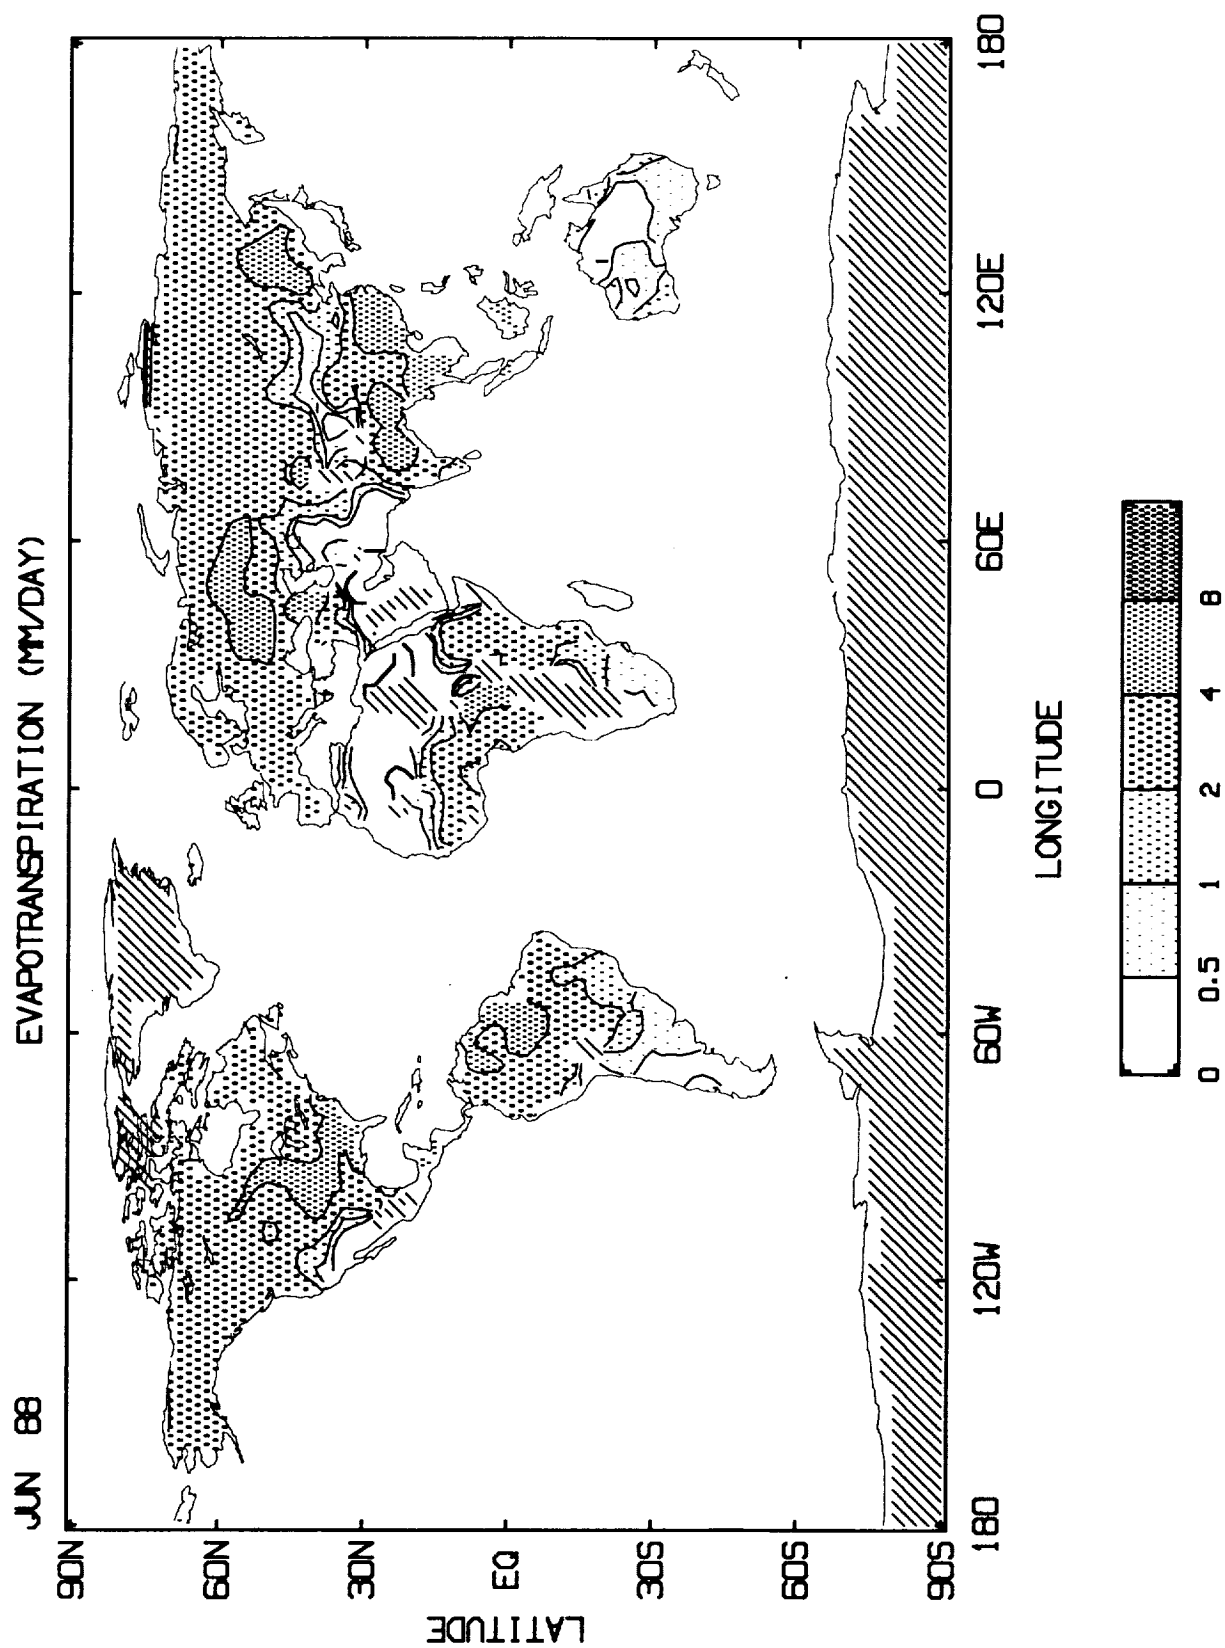 JUN 88 EVAPOTRANSPIRATION (MM/DAY)
90N
60N
30N
EQ
30S
60S
90S
LATITUDE
180 120W 60W 0 60E 120E 180
LONGITUDE
0 0.5 1 2 4 8